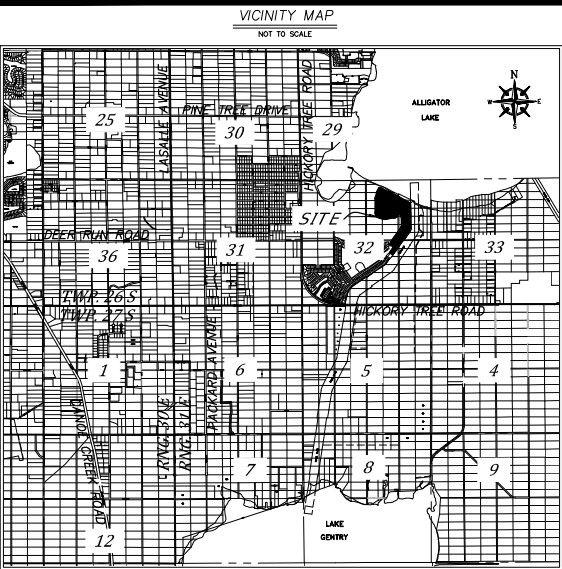 VICINITY MAP
NOT TO SCALE
N
W
E
S
ALLIGATOR
LAKE
LASALLE AVENUE
PINE TREE DRIVE
HICKORY TREE ROAD
25
30
29
SITE
DEER RUN ROAD
36
31
32
33
TWP. 26 S
TWP. 27 S
HICKORY TREE ROAD
PACKARD AVENUE
1
6
5
4
CANOE CREEK ROAD
RNG. 30 E
RNG. 31 E
7
8
9
12
LAKE
GENTRY